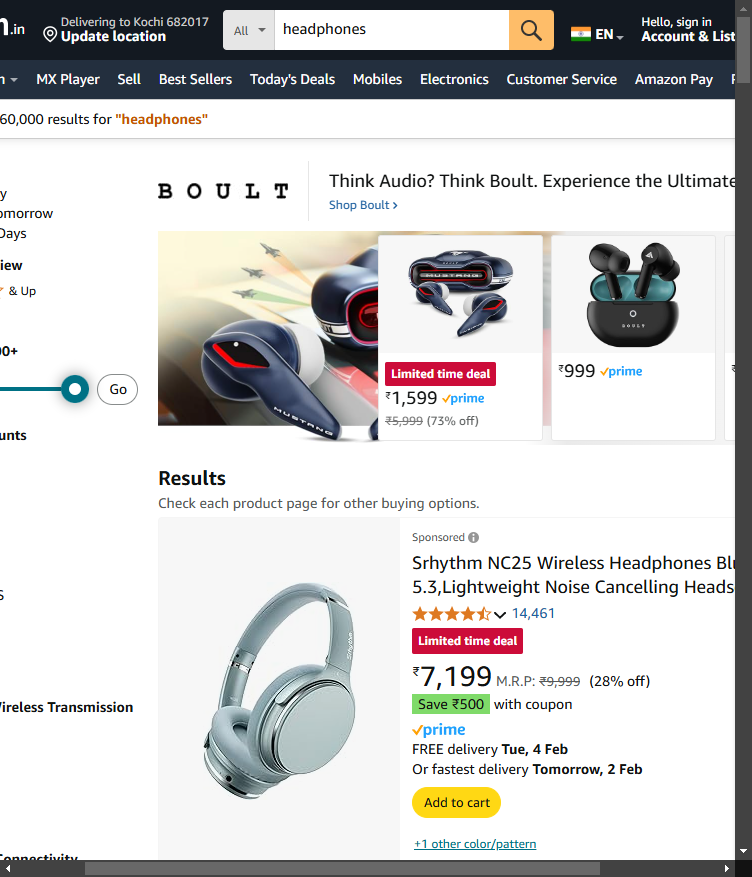 .in
Delivering to Kochi 682017
Update location
All
headphones
EN
Hello, sign in
Account & List
MX Player
Sell
Best Sellers
Today's Deals
Mobiles
Electronics
Customer Service
Amazon Pay
60,000 results for "headphones"
y
omorrow
Days
iew
& Up
00+
Go
unts
S
ireless Transmission
Connectivity
BOULT
Think Audio? Think Boult. Experience the Ultimate
Shop Boult
MUSTANG
MUSTANG
Limited time deal
₹1,599 prime
₹5,999 (73% off)
BOULT
₹999 prime
Results
Check each product page for other buying options.
Srhythm
Sponsored
Srhythm NC25 Wireless Headphones Bl
5.3,Lightweight Noise Cancelling Heads
14,461
Limited time deal
₹7,199 M.R.P: ₹9,999 (28% off)
Save ₹500 with coupon
prime
FREE delivery Tue, 4 Feb
Or fastest delivery Tomorrow, 2 Feb
Add to cart
+1 other color/pattern